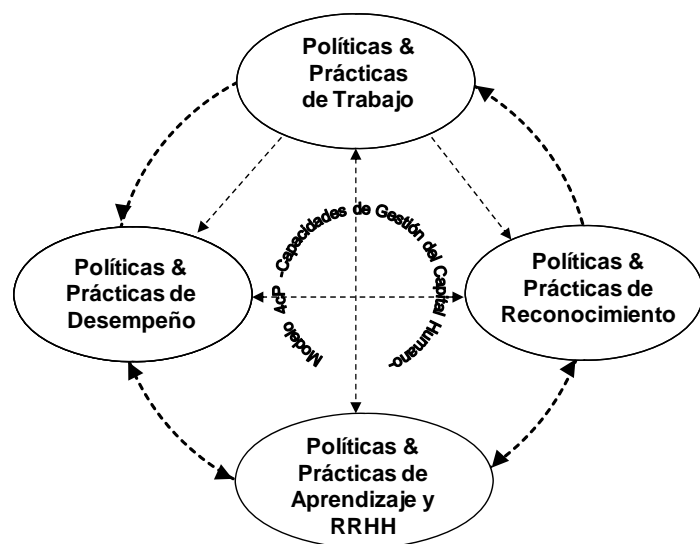 Políticas &
Prácticas
de Trabajo
Modelo 4cP -Capacidades de Gestión del Capital Humano-
Políticas &
Prácticas de
Desempeño
Políticas &
Prácticas de
Reconocimiento
Políticas &
Prácticas de
Aprendizaje y
RRHH